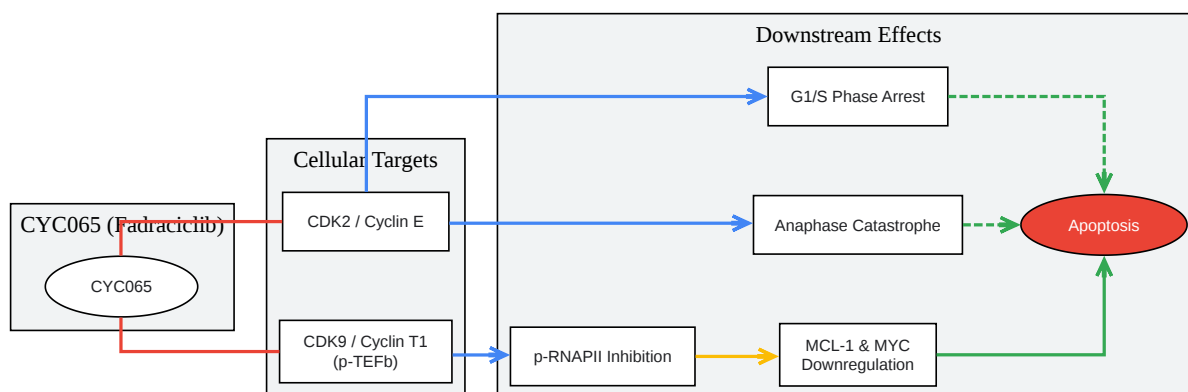 Downstream Effects
G1/S Phase Arrest
Cellular Targets
CYC065 (Fadraciclib)
CDK2 / Cyclin E
Anaphase Catastrophe
Apoptosis
CYC065
CDK9 / Cyclin T1
(p-TEFb)
p-RNAPII Inhibition
MCL-1 & MYC
Downregulation